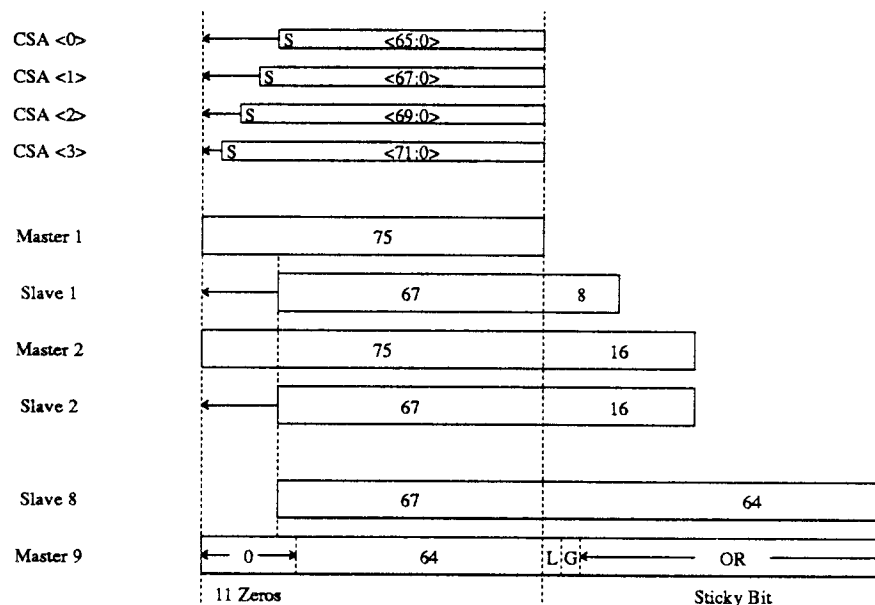 CSA <0> S <65:0>
CSA <1> S <67:0>
CSA <2> S <69:0>
CSA <3> S <71:0>
Master 1 75
Slave 1 67 8
Master 2 75 16
Slave 2 67 16
Slave 8 67 64
Master 9 0 64 L G OR
11 Zeros Sticky Bit